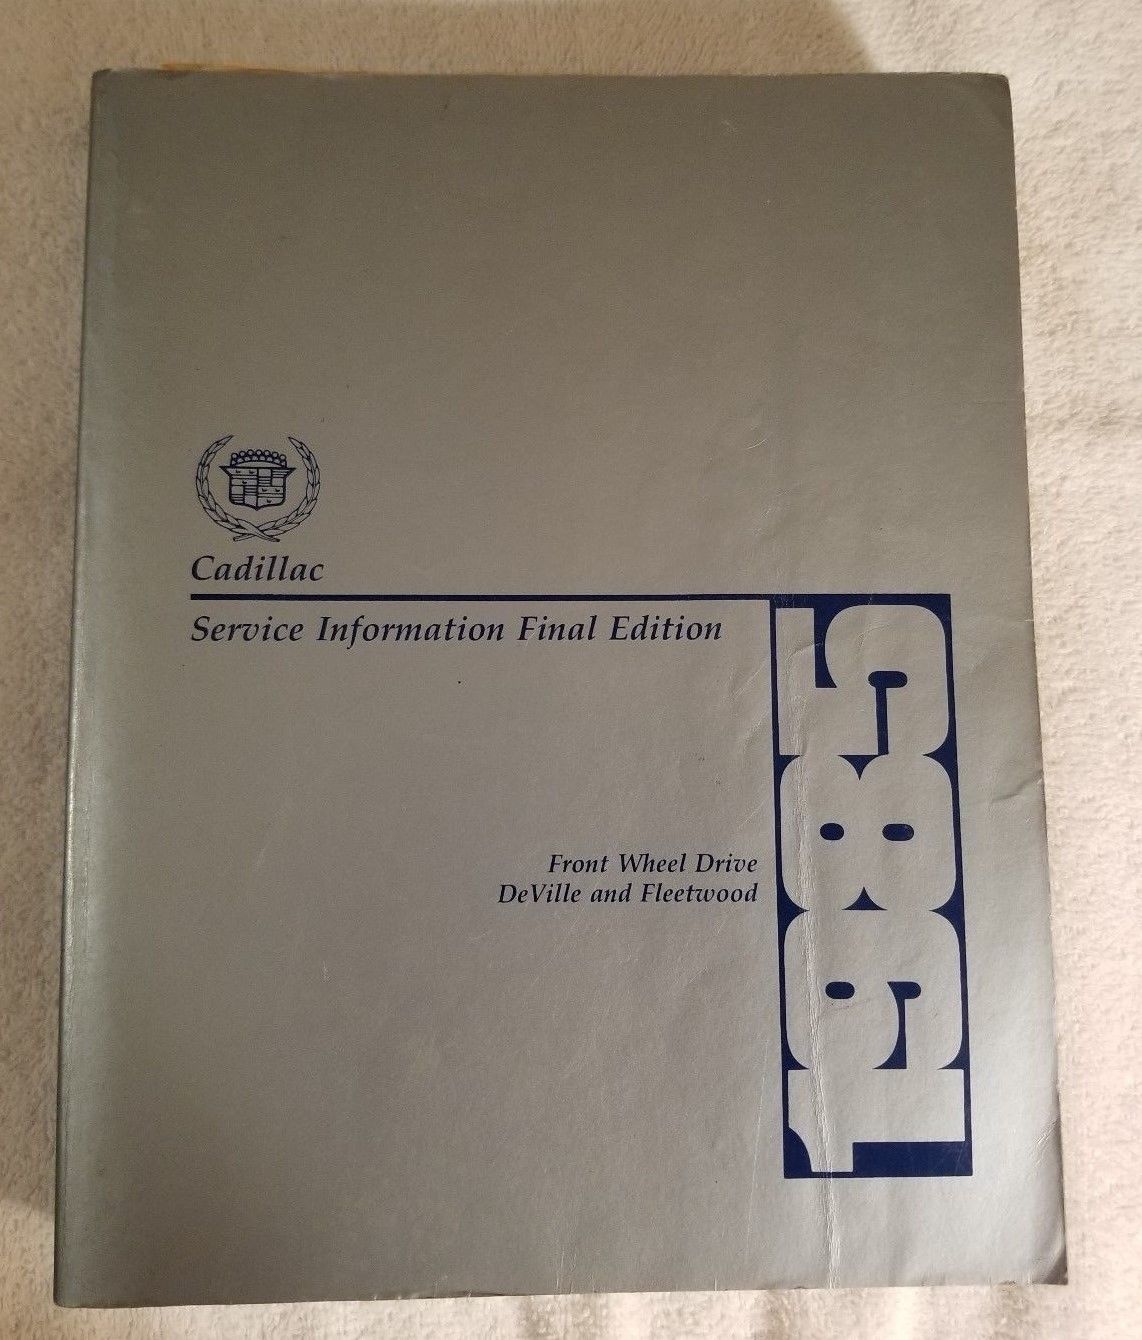 Cadillac
Service Information Final Edition
1985
Front Wheel Drive
DeVille and Fleetwood